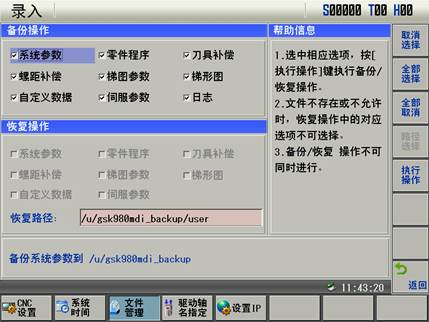 录入 S00000 T00 H00
备份操作
系统参数 零件程序 刀具补偿
螺距补偿 梯图参数 梯形图
自定义数据 伺服参数 日志
恢复操作
系统参数 零件程序 刀具补偿
螺距补偿 梯图参数 梯形图
自定义数据 伺服参数
恢复路径: /u/gsk980mdi_backup/user
备份系统参数到 /u/gsk980mdi_backup
帮助信息
1.选中相应选项，按[
执行操作]键执行备份/
恢复操作。
2.文件不存在或不允许
时，恢复操作中的对应
选项不可选择。
3.备份/恢复 操作不可
同时进行。
取消
选择
全部
选择
全部
取消
路径
选择
执行
操作
返回
11:43:20
CNC
设置
系统
时间
文件
管理
驱动轴
名指定
设置IP